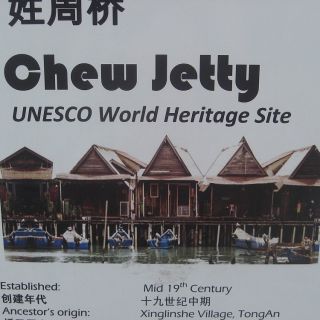 姓周桥
Chew Jetty
UNESCO World Heritage Site
Established: Mid 19th Century
创建年代 十九世纪中期
Ancestor's origin: Xinglinshe Village, TongAn